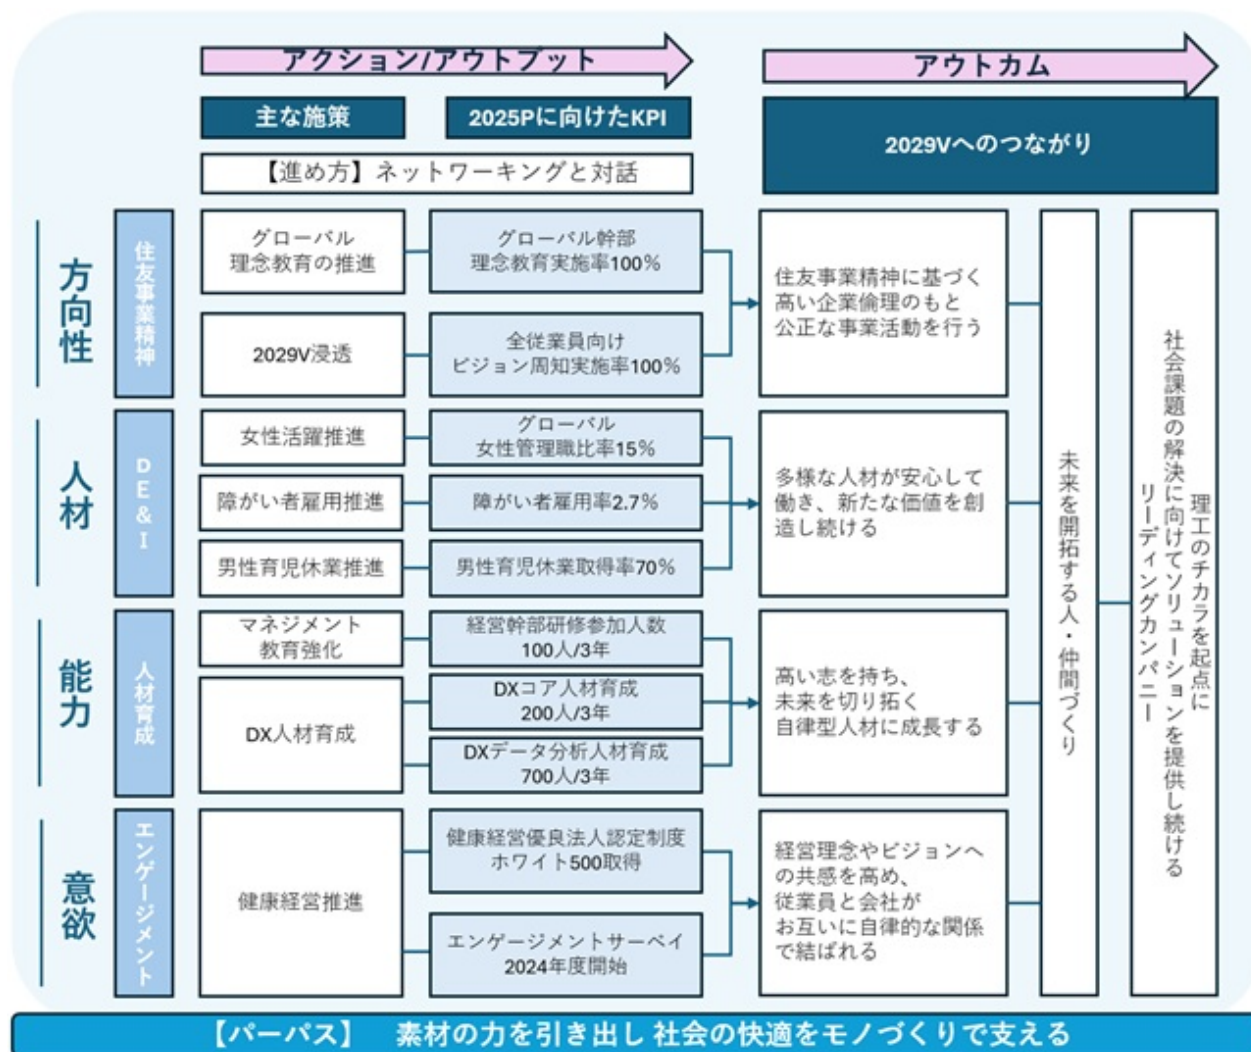 アクション/アウトプット
アウトカム
主な施策
2025Pに向けたKPI
2029Vへのつながり
【進め方】ネットワーキングと対話
方向性
住友事業精神
グローバル
理念教育の推進
グローバル幹部
理念教育実施率100%
2029V浸透
全従業員向け
ビジョン周知実施率100%
住友事業精神に基づく
高い企業倫理のもと
公正な事業活動を行う
人材
DE&I
女性活躍推進
グローバル
女性管理職比率15%
障がい者雇用推進
障がい者雇用率2.7%
男性育児休業推進
男性育児休業取得率70%
多様な人材が安心して
働き、新たな価値を創
造し続ける
能力
人材育成
マネジメント
教育強化
経営幹部研修参加人数
100人/3年
DX人材育成
DXコア人材育成
200人/3年
DXデータ分析人材育成
700人/3年
高い志を持ち、
未来を切り拓く
自律型人材に成長する
意欲
エンゲージメント
健康経営推進
健康経営優良法人認定制度
ホワイト500取得
エンゲージメントサーベイ
2024年度開始
経営理念やビジョンへ
の共感を高め、
従業員と会社が
お互いに自律的な関係
で結ばれる
未来を開拓する人・仲間づくり
理工のチカラを起点に
社会課題の解決に向けてソリューションを提供し続ける
リーディングカンパニー
【パーパス】 素材の力を引き出し 社会の快適をモノづくりで支える